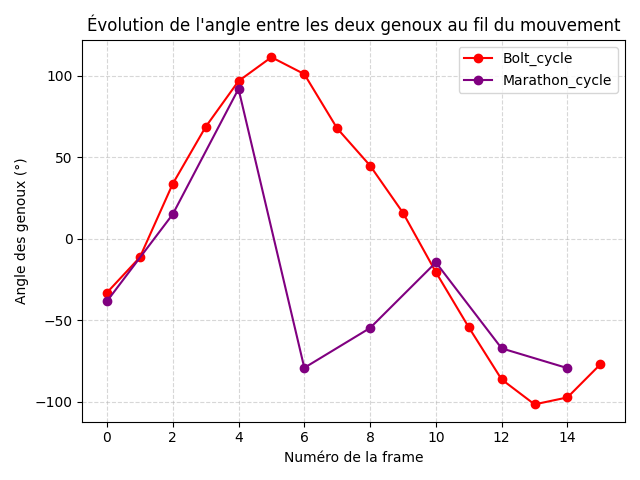 Évolution de l'angle entre les deux genoux au fil du mouvement
Bolt_cycle
Marathon_cycle
Angle des genoux (°)
100
50
0
−50
−100
0 2 4 6 8 10 12 14
Numéro de la frame